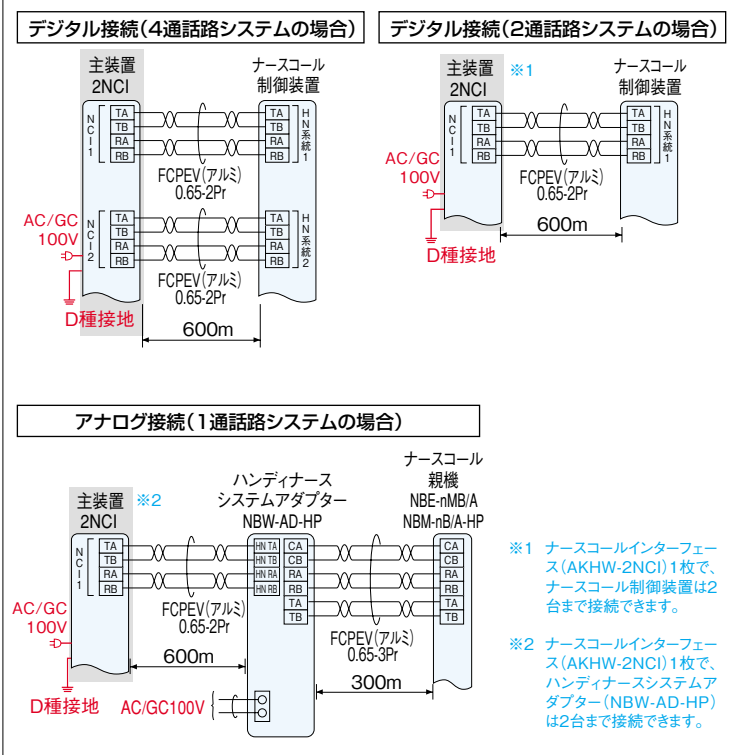 デジタル接続(4通話路システムの場合)
主装置
2NCI
ナースコール
制御装置
NCI1
TA
TB
RA
RB
TA
TB
RA
RB
HN系統1
FCPEV(アルミ)
0.65-2Pr
AC/GC
100V
NCI2
TA
TB
RA
RB
TA
TB
RA
RB
HN系統2
FCPEV(アルミ)
0.65-2Pr
D種接地
600m
デジタル接続(2通話路システムの場合)
主装置 ※1
2NCI
ナースコール
制御装置
NCI1
TA
TB
RA
RB
TA
TB
RA
RB
HN系統1
AC/GC
100V
FCPEV(アルミ)
0.65-2Pr
600m
D種接地
アナログ接続(1通話路システムの場合)
主装置 ※2
2NCI
ハンディナース
システムアダプター
NBW-AD-HP
ナースコール
親機
NBE-nMB/A
NBM-nB/A-HP
NCI1
TA
TB
RA
RB
HN TA
HN TB
HN RA
HN RB
CA
CB
RA
RB
TA
TB
CA
CB
RA
RB
TA
TB
AC/GC
100V
FCPEV(アルミ)
0.65-2Pr
FCPEV(アルミ)
0.65-3Pr
600m
300m
D種接地
AC/GC100V
※1 ナースコールインターフェー
ス(AKHW-2NCI)1枚で、
ナースコール制御装置は2
台まで接続できます。
※2 ナースコールインターフェー
ス(AKHW-2NCI)1枚で、
ハンディナースシステムア
ダプター(NBW-AD-HP)
は2台まで接続できます。